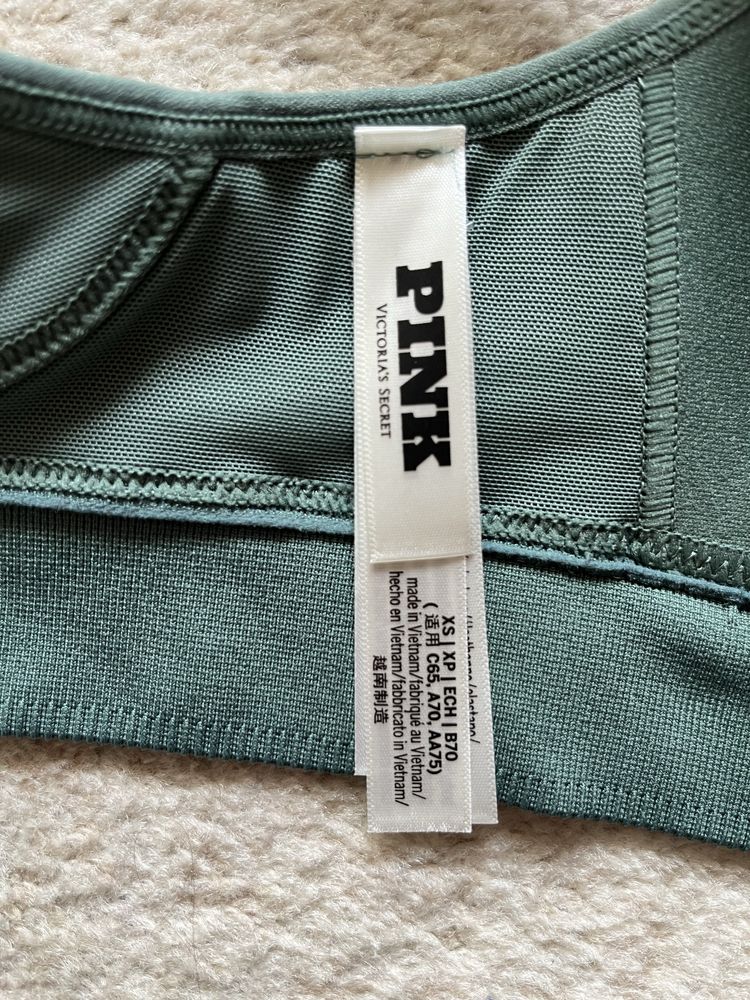 PINK
VICTORIA'S SECRET
XS | XP | ECH | B70
( 适用 C65, A70, AA75)
made in Vietnam/fabriqué au Vietnam/
hecho en Vietnam/fabbricato in Vietnam/
越南制造